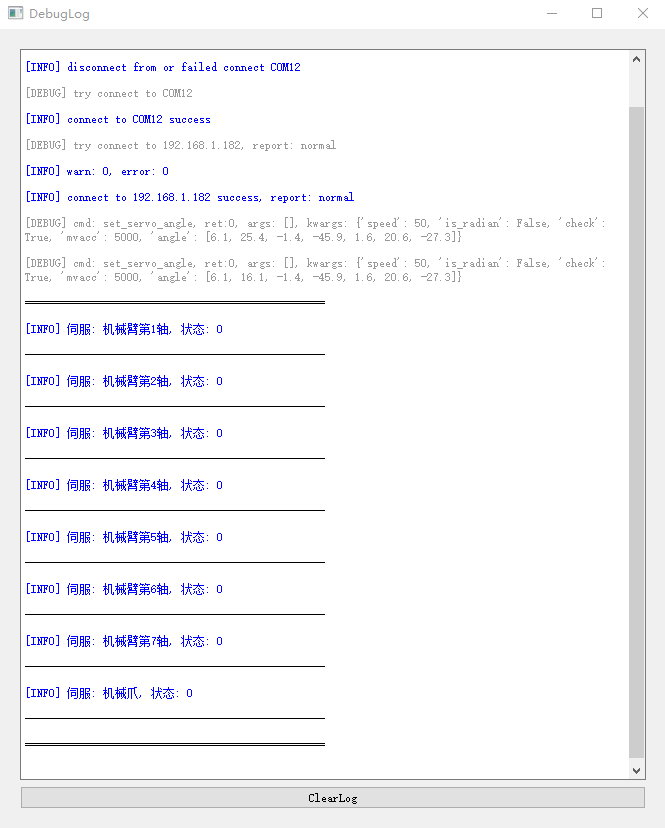 DebugLog
[INFO] disconnect from or failed connect COM12
[DEBUG] try connect to COM12
[INFO] connect to COM12 success
[DEBUG] try connect to 192.168.1.182, report: normal
[INFO] warn: 0, error: 0
[INFO] connect to 192.168.1.182 success, report: normal
[DEBUG] cmd: set_servo_angle, ret:0, args: [], kwargs: {'speed': 50, 'is_radian': False, 'check':
True, 'mvacc': 5000, 'angle': [6.1, 25.4, -1.4, -45.9, 1.6, 20.6, -27.3]}
[DEBUG] cmd: set_servo_angle, ret:0, args: [], kwargs: {'speed': 50, 'is_radian': False, 'check':
True, 'mvacc': 5000, 'angle': [6.1, 16.1, -1.4, -45.9, 1.6, 20.6, -27.3]}
[INFO] 伺服: 机械臂第1轴, 状态: 0
[INFO] 伺服: 机械臂第2轴, 状态: 0
[INFO] 伺服: 机械臂第3轴, 状态: 0
[INFO] 伺服: 机械臂第4轴, 状态: 0
[INFO] 伺服: 机械臂第5轴, 状态: 0
[INFO] 伺服: 机械臂第6轴, 状态: 0
[INFO] 伺服: 机械臂第7轴, 状态: 0
[INFO] 伺服: 机械爪, 状态: 0
ClearLog